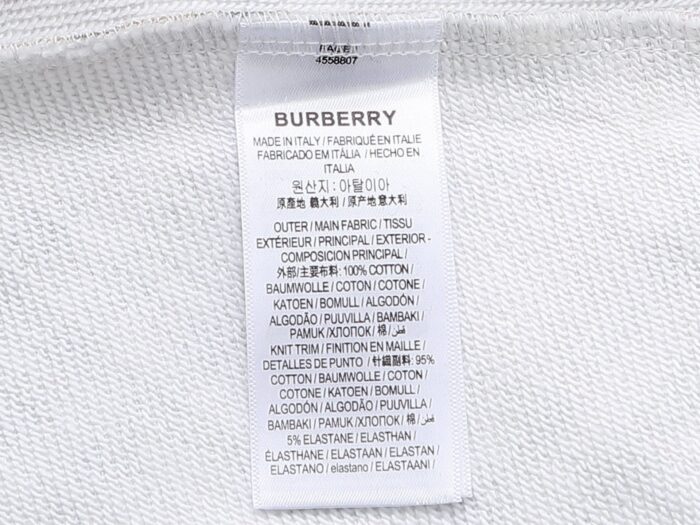 4558807
BURBERRY
MADE IN ITALY / FABRIQUÉ EN ITALIE
FABRICADO EM ITÁLIA / HECHO EN
ITALIA
원산지: 아탈이아
原產地 義大利 / 原产地 意大利
OUTER / MAIN FABRIC / TISSU
EXTÉRIEUR / PRINCIPAL / EXTERIOR -
COMPOSICION PRINCIPAL /
外部/主要布料: 100% COTTON /
BAUMWOLLE / COTON / COTONE /
KATOEN / BOMULL / ALGODÓN /
ALGODÃO / PUUVILLA / BAMBAKI /
PAMUK /ХЛОПОК/ 棉 / قطن /
KNIT TRIM / FINITION EN MAILLE /
DETALLES DE PUNTO / 针織副料: 95%
COTTON / BAUMWOLLE / COTON /
COTONE / KATOEN / BOMULL /
ALGODÓN / ALGODÃO / PUUVILLA /
BAMBAKI / PAMUK /ХЛОПОК/ 棉 / قطن /
5% ELASTANE / ELASTHAN /
ÉLASTHANE / ELASTAAN / ELASTAN /
ELASTANO / elastano / ELASTAANI /